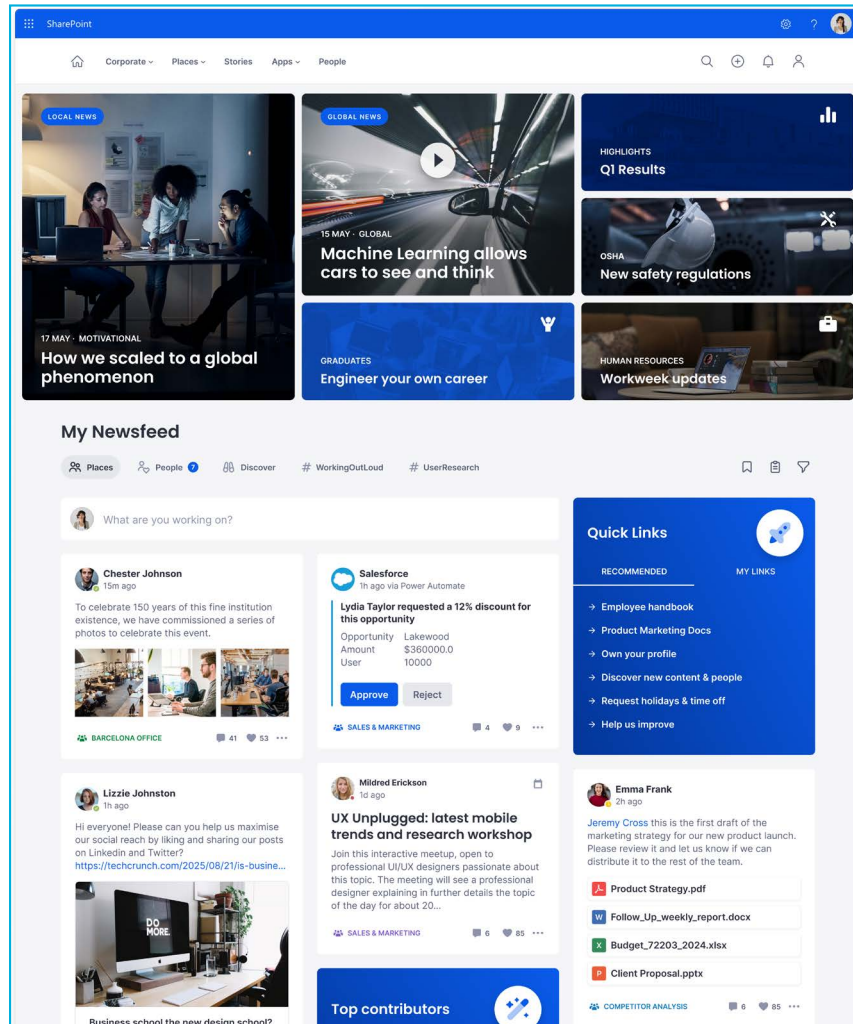 SharePoint
Corporate
Places
Stories
Apps
People
LOCAL NEWS
17 MAY · MOTIVATIONAL
How we scaled to a global
phenomenon
GLOBAL NEWS
15 MAY · GLOBAL
Machine Learning allows
cars to see and think
GRADUATES
Engineer your own career
HIGHLIGHTS
Q1 Results
OSHA
New safety regulations
HUMAN RESOURCES
Workweek updates
My Newsfeed
Places
People 7
Discover
# WorkingOutLoud
# UserResearch
What are you working on?
Chester Johnson
15m ago
To celebrate 150 years of this fine institution
existence, we have commissioned a series of
photos to celebrate this event.
BARCELONA OFFICE 41 53
Lizzie Johnston
1h ago
Hi everyone! Please can you help us maximise
our social reach by liking and sharing our posts
on Linkedin and Twitter?
https://techcrunch.com/2025/08/21/is-busine...
DO
MORE.
Business school the new design school?
Salesforce
1h ago via Power Automate
Lydia Taylor requested a 12% discount for
this opportunity
Opportunity Lakewood
Amount $360000.0
User 10000
Approve
Reject
SALES & MARKETING 4 9
Mildred Erickson
1d ago
UX Unplugged: latest mobile
trends and research workshop
Join this interactive meetup, open to
professional UI/UX designers passionate about
this topic. The meeting will see a professional
designer explaining in further details the topic
of the day for about 20...
SALES & MARKETING 6 85
Top contributors
Quick Links
RECOMMENDED
MY LINKS
→ Employee handbook
→ Product Marketing Docs
→ Own your profile
→ Discover new content & people
→ Request holidays & time off
→ Help us improve
Emma Frank
2h ago
Jeremy Cross this is the first draft of the
marketing strategy for our new product launch.
Please review it and let us know if we can
distribute it to the rest of the team.
Product Strategy.pdf
W Follow_Up_weekly_report.docx
X Budget_72203_2024.xlsx
P Client Proposal.pptx
COMPETITOR ANALYSIS 6 85